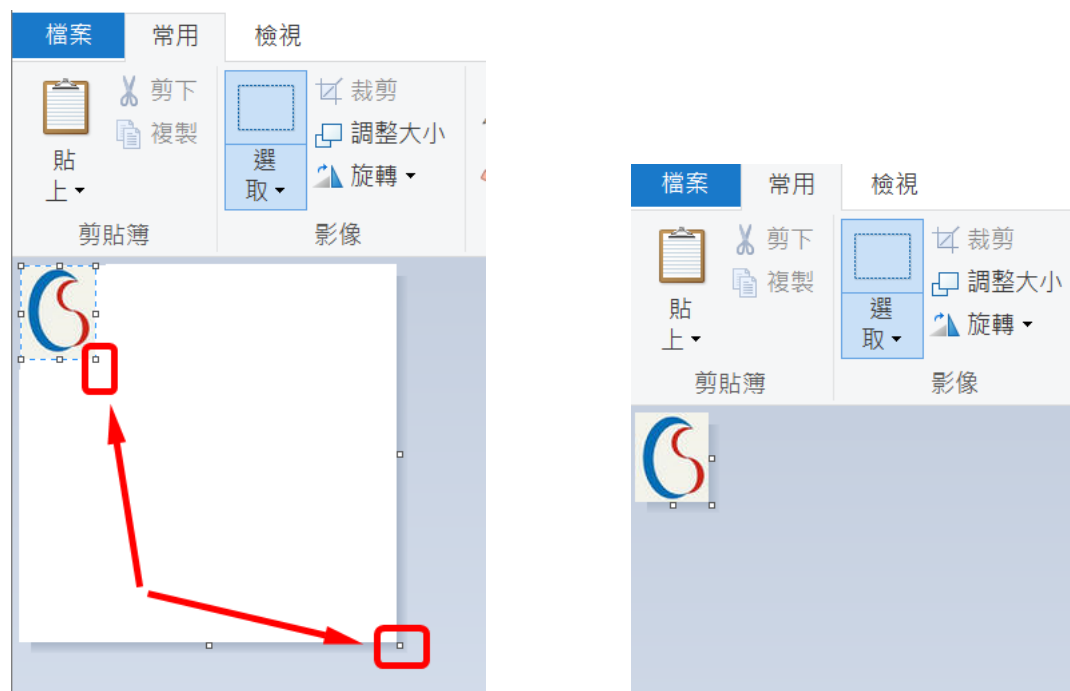 檔案 常用 檢視
剪下 裁剪
複製 調整大小
貼上 選取 旋轉
剪貼簿 影像
檔案 常用 檢視
剪下 裁剪
複製 調整大小
貼上 選取 旋轉
剪貼簿 影像